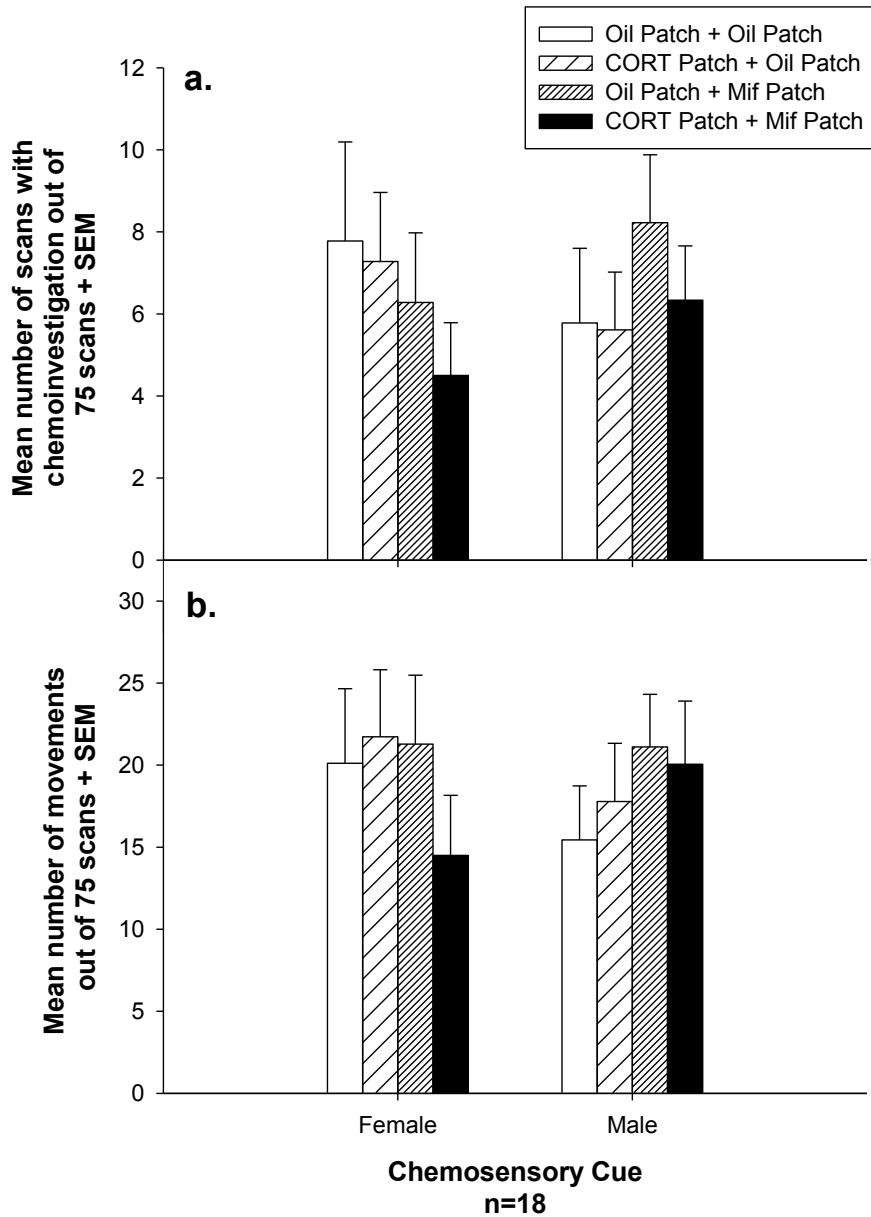 Oil Patch + Oil Patch
CORT Patch + Oil Patch
Oil Patch + Mif Patch
CORT Patch + Mif Patch
a.
Mean number of scans with
chemoinvestigation out of
75 scans + SEM
12
10
8
6
4
2
0
b.
Mean number of movements
out of 75 scans + SEM
30
25
20
15
10
5
0
Female
Male
Chemosensory Cue
n=18